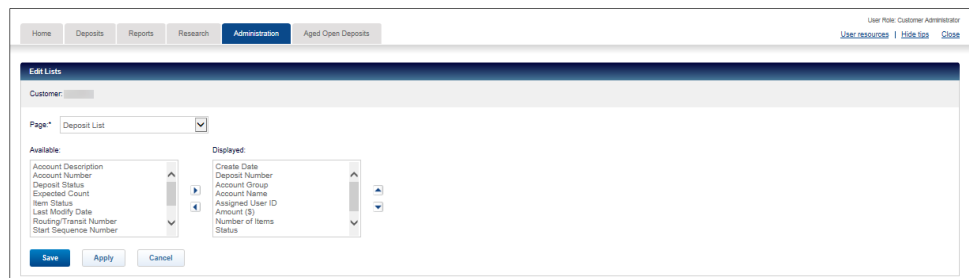 User Role: Customer Administrator
Home Deposits Reports Research Administration Aged Open Deposits
User resources | Hide tips Close
Edit Lists
Customer:
Page:* Deposit List
Available: Displayed:
Account Description Create Date
Account Number Deposit Number
Deposit Status Account Group
Expected Count Account Name
Item Status Assigned User ID
Last Modify Date Amount ($)
Routing/Transit Number Number of Items
Start Sequence Number Status
Save Apply Cancel